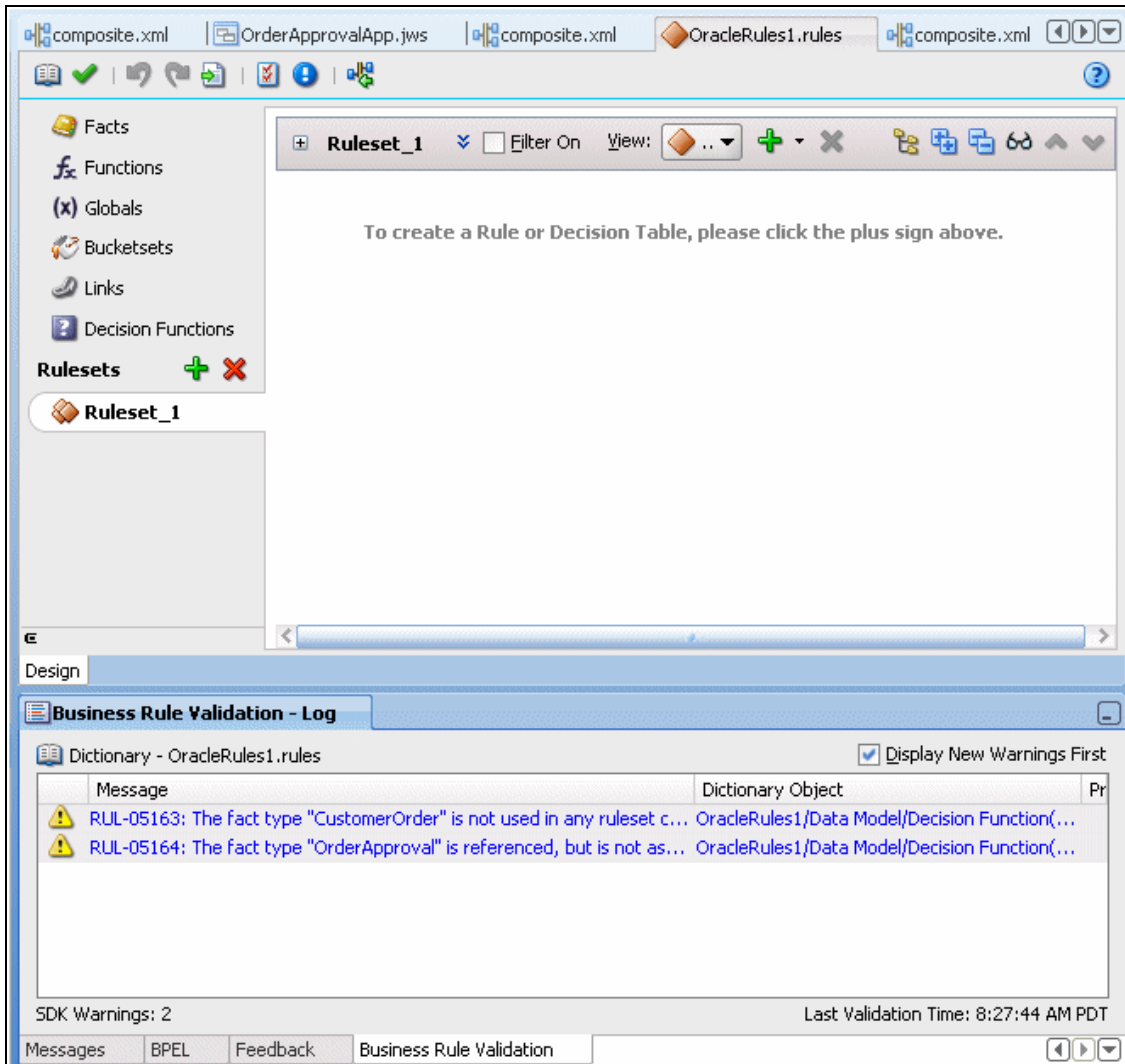 composite.xml OrderApprovalApp.jws composite.xml OracleRules1.rules composite.xml
Facts
Functions
Globals
Bucketsets
Links
Decision Functions
Rulesets
Ruleset_1
Ruleset_1 Filter On View: ..
To create a Rule or Decision Table, please click the plus sign above.
Design
Business Rule Validation - Log
Dictionary - OracleRules1.rules Display New Warnings First
Message Dictionary Object Pr
RUL-05163: The fact type "CustomerOrder" is not used in any ruleset c... OracleRules1/Data Model/Decision Function(...
RUL-05164: The fact type "OrderApproval" is referenced, but is not as... OracleRules1/Data Model/Decision Function(...
SDK Warnings: 2 Last Validation Time: 8:27:44 AM PDT
Messages BPEL Feedback Business Rule Validation